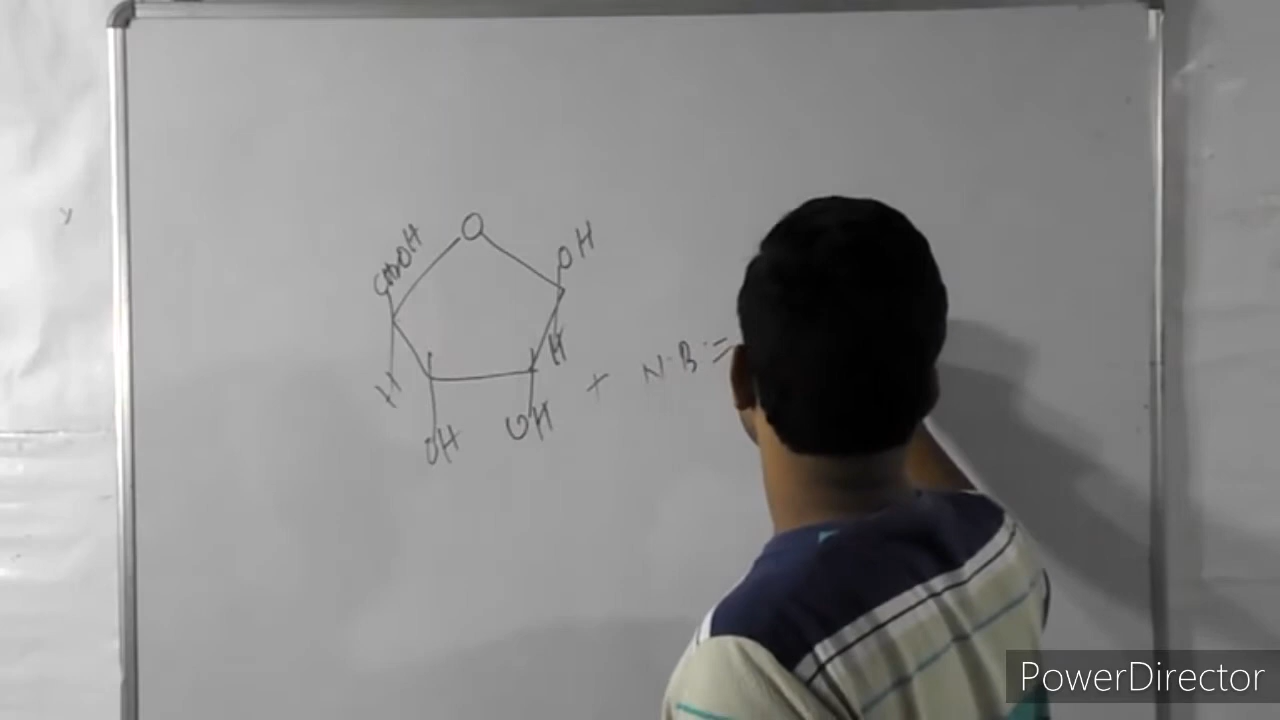 O
OH
CH2OH
H
H
+ N.B. =
OH
OH
PowerDirector